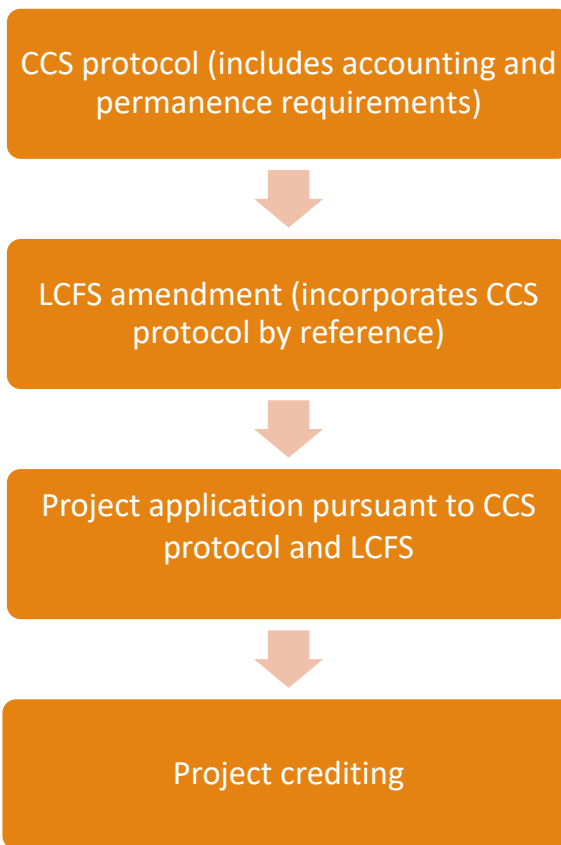 CCS protocol (includes accounting and
permanence requirements)
LCFS amendment (incorporates CCS
protocol by reference)
Project application pursuant to CCS
protocol and LCFS
Project crediting